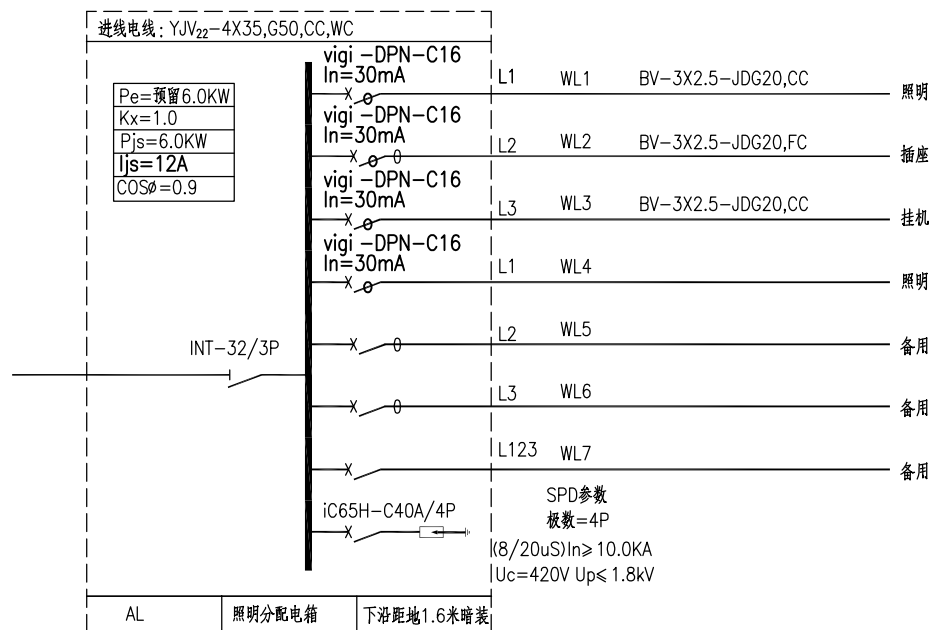 进线电线: YJV22-4X35,G50,CC,WC
vigi -DPN-C16
In=30mA
L1 WL1 BV-3X2.5-JDG20,CC 照明
Pe=预留6.0KW
Kx=1.0
Pjs=6.0KW
Ijs=12A
COSø=0.9
vigi -DPN-C16
In=30mA
L2 WL2 BV-3X2.5-JDG20,FC 插座
vigi -DPN-C16
In=30mA
L3 WL3 BV-3X2.5-JDG20,CC 挂机
vigi -DPN-C16
In=30mA
L1 WL4 照明
INT-32/3P
L2 WL5 备用
L3 WL6 备用
L123 WL7 备用
iC65H-C40A/4P
SPD参数
极数=4P
(8/20uS)In≥10.0KA
Uc=420V Up≤1.8kV
AL 照明分配电箱 下沿距地1.6米暗装